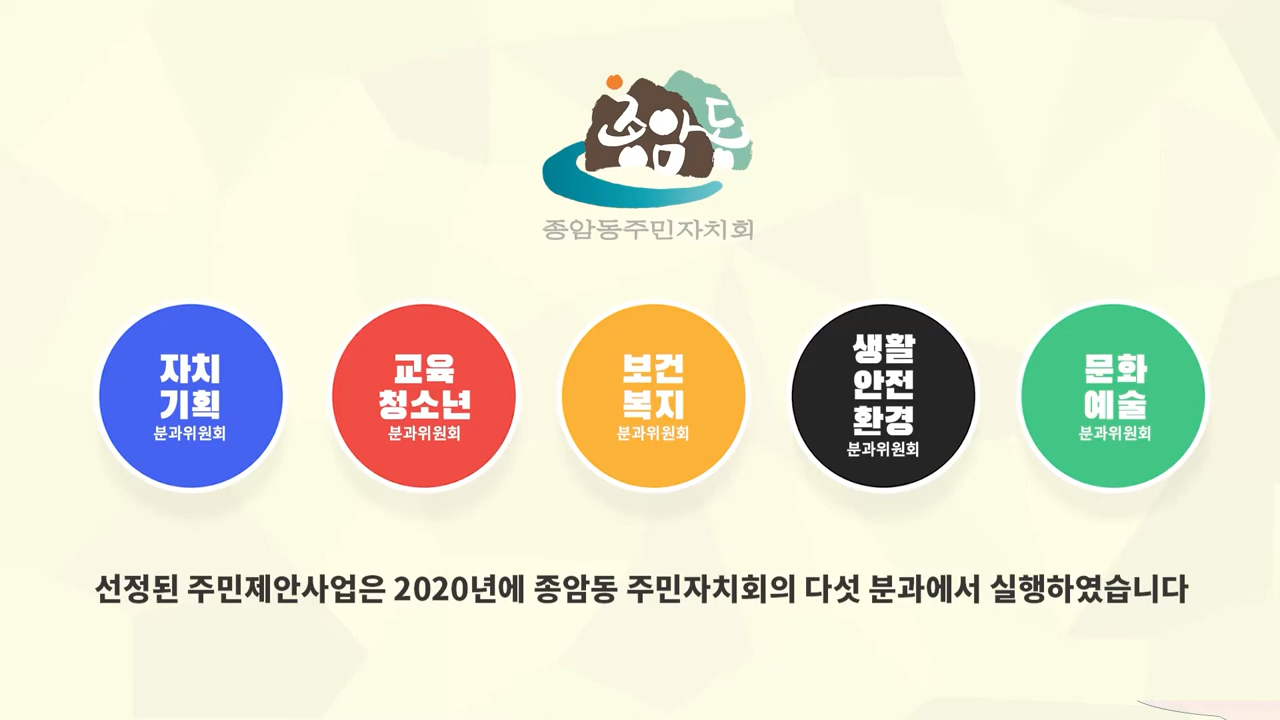 종암동
종암동주민자치회
자치
기획
분과위원회
교육
청소년
분과위원회
보건
복지
분과위원회
생활
안전
환경
분과위원회
문화
예술
분과위원회
선정된 주민제안사업은 2020년에 종암동 주민자치회의 다섯 분과에서 실행하였습니다